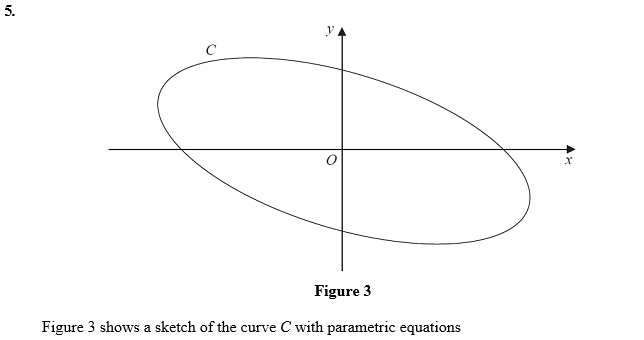 5.
y
C
O
x
Figure 3
Figure 3 shows a sketch of the curve C with parametric equations